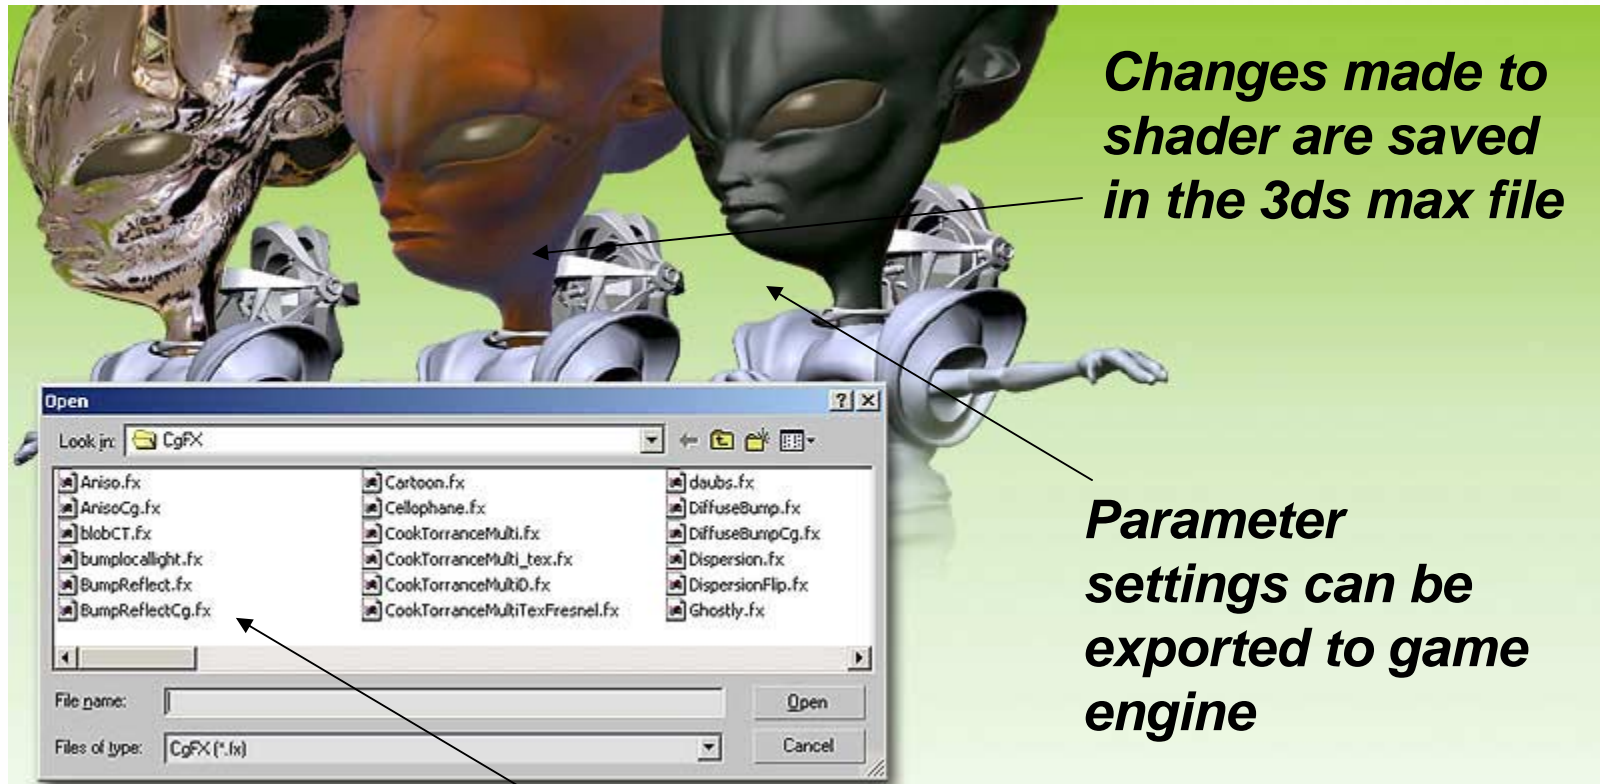 Changes made to
shader are saved
in the 3ds max file
Open
Look in: CgFX
Aniso.fx
AnisoCg.fx
blobCT.fx
bumplocallight.fx
BumpReflect.fx
BumpReflectCg.fx
Cartoon.fx
Cellophane.fx
CookTorranceMulti.fx
CookTorranceMulti_tex.fx
CookTorranceMultiD.fx
CookTorranceMultiTexFresnel.fx
daubs.fx
DiffuseBump.fx
DiffuseBumpCg.fx
Dispersion.fx
DispersionFlip.fx
Ghostly.fx
File name:
Open
Files of type: CgFX (*.fx)
Cancel
Parameter
settings can be
exported to game
engine